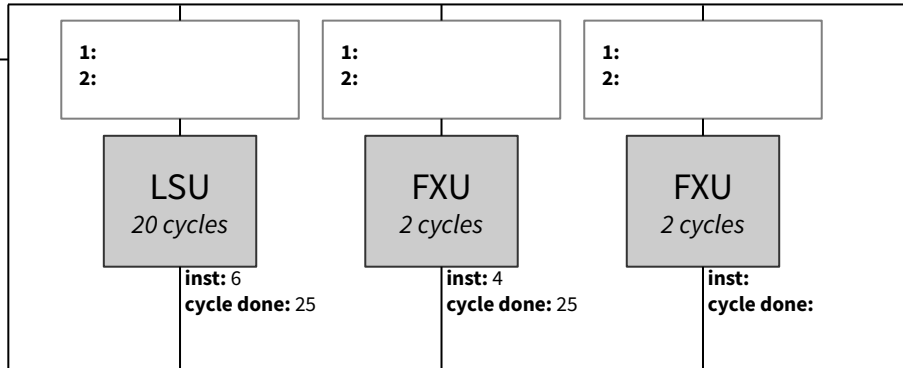 1:
2:
1:
2:
1:
2:
LSU
20 cycles
FXU
2 cycles
FXU
2 cycles
inst: 6
cycle done: 25
inst: 4
cycle done: 25
inst:
cycle done: